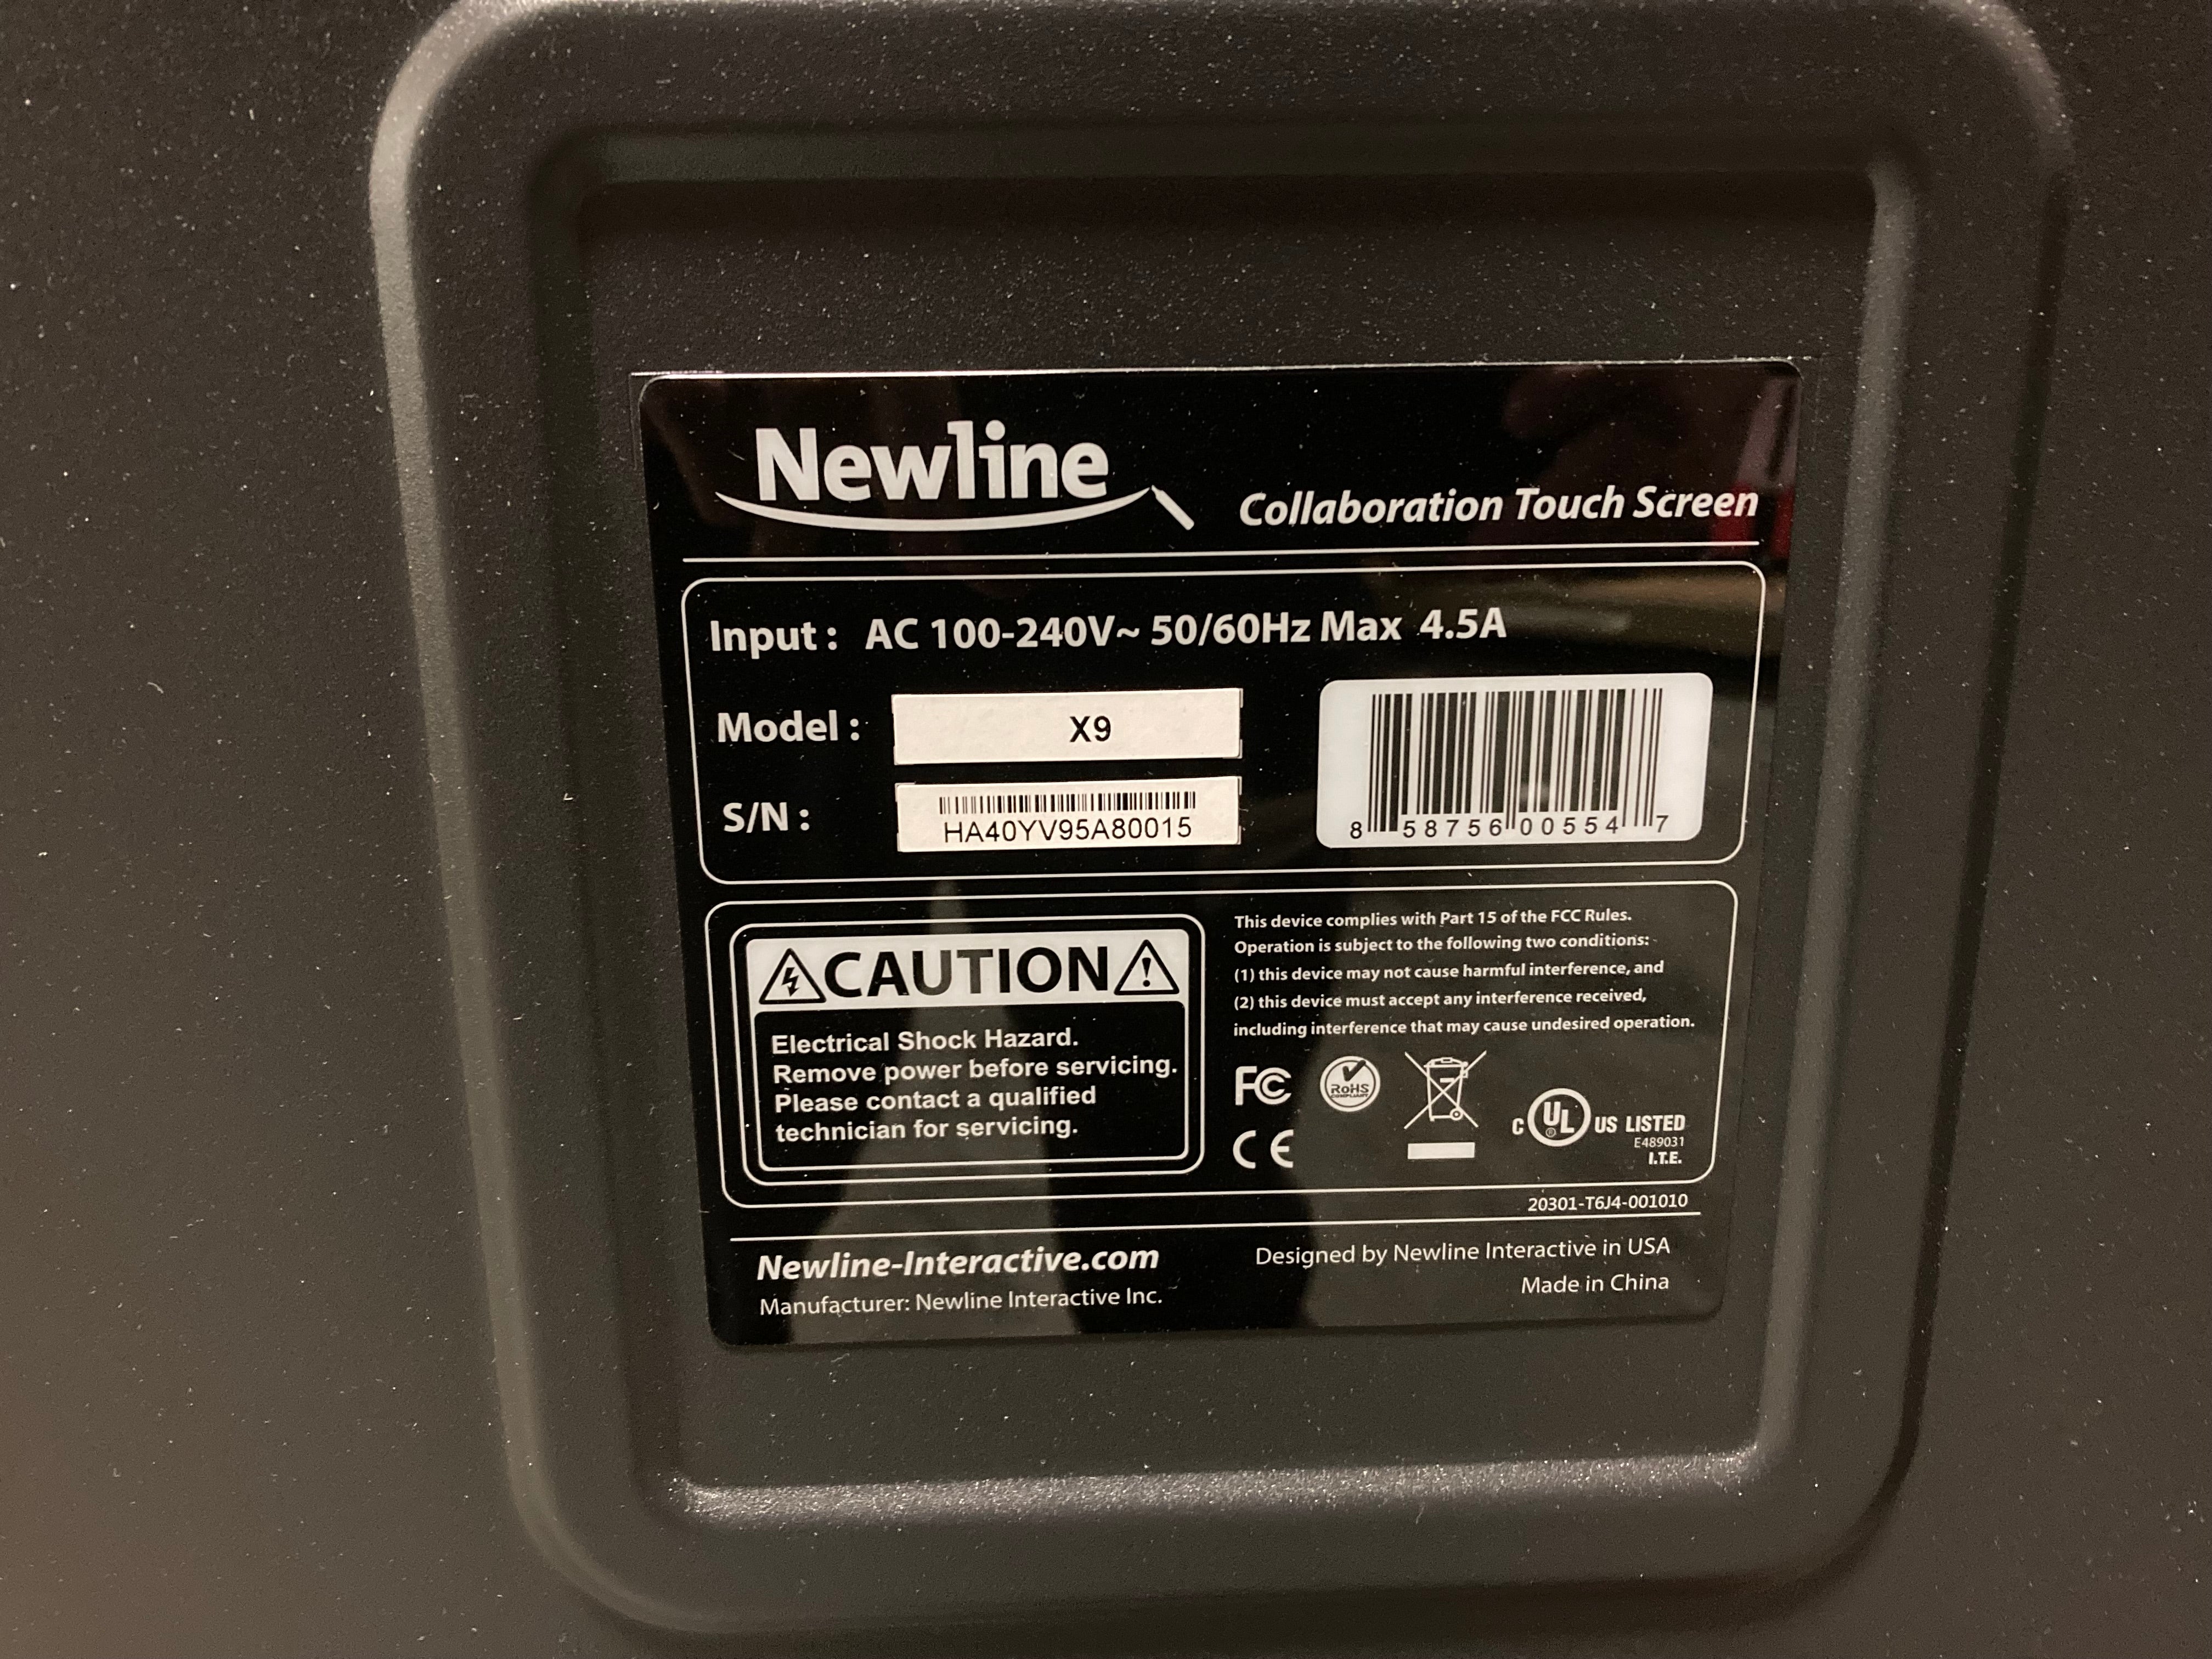 Newline
Collaboration Touch Screen
Input : AC 100-240V~ 50/60Hz Max 4.5A
Model : X9
S/N : HA40YV95A80015
8 58756 00554 7
CAUTION
Electrical Shock Hazard.
Remove power before servicing.
Please contact a qualified
technician for servicing.
This device complies with Part 15 of the FCC Rules.
Operation is subject to the following two conditions:
(1) this device may not cause harmful interference, and
(2) this device must accept any interference received,
including interference that may cause undesired operation.
FC
RoHS
COMPLIANT
CE
C UL ® US LISTED
E489031
I.T.E.
20301-T6J4-001010
Newline-Interactive.com
Manufacturer: Newline Interactive Inc.
Designed by Newline Interactive in USA
Made in China